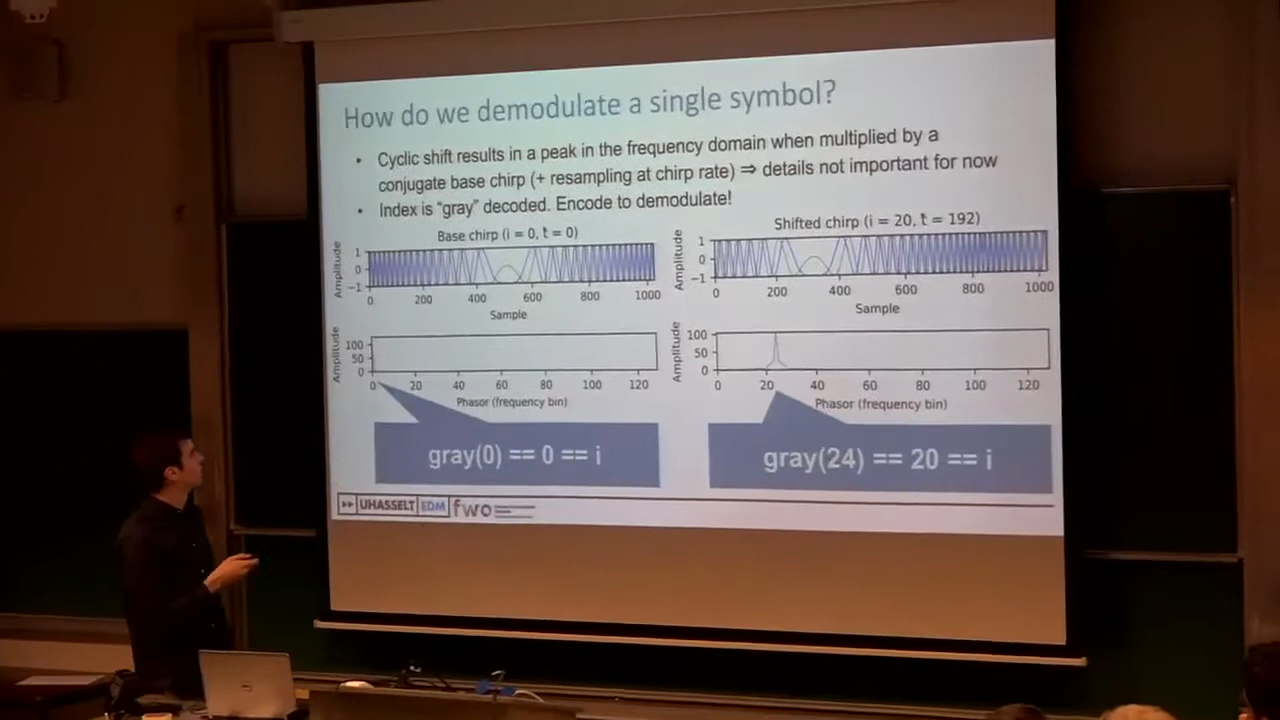 How do we demodulate a single symbol?
• Cyclic shift results in a peak in the frequency domain when multiplied by a
conjugate base chirp (+ resampling at chirp rate) ⇒ details not important for now
• Index is “gray” decoded. Encode to demodulate!
Base chirp (i = 0, t = 0)
Amplitude
1
0
−1
0 200 400 600 800 1000
Sample
Amplitude
100
50
0
0 20 40 60 80 100 120
Phasor (frequency bin)
gray(0) == 0 == i
Shifted chirp (i = 20, t = 192)
Amplitude
1
0
−1
0 200 400 600 800 1000
Sample
Amplitude
100
50
0
0 20 40 60 80 100 120
Phasor (frequency bin)
gray(24) == 20 == i
UHASSELT EDM fwo